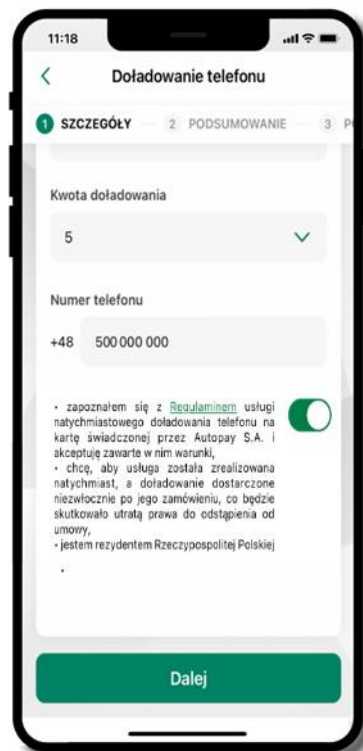 11:18
Doładowanie telefonu
1 SZCZEGÓŁY 2 PODSUMOWANIE 3
Kwota doładowania
5
Numer telefonu
+48 500 000 000
• zapoznałem się z Regulaminem usługi
natychmiastowego doładowania telefonu na
kartę świadczonej przez Autopay S.A. i
akceptuję zawarte w nim warunki,
• chcę, aby usługa została zrealizowana
natychmiast, a doładowanie dostarczone
niezwłocznie po jego zamówieniu, co będzie
skutkowało utratą prawa do odstąpienia od
umowy,
• jestem rezydentem Rzeczypospolitej Polskiej
•
Dalej